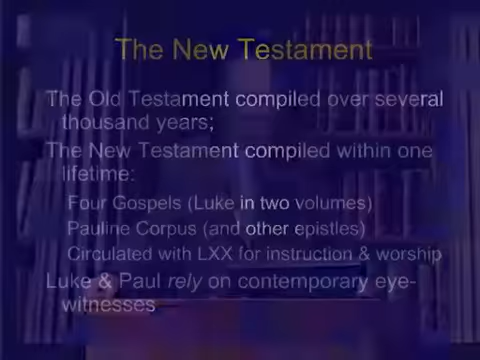 The New Testament
The Old Testament compiled over several
thousand years;
The New Testament compiled within one
lifetime:
Four Gospels (Luke in two volumes)
Pauline Corpus (and other epistles)
Circulated with LXX for instruction & worship
Luke & Paul rely on contemporary eye-
witnesses